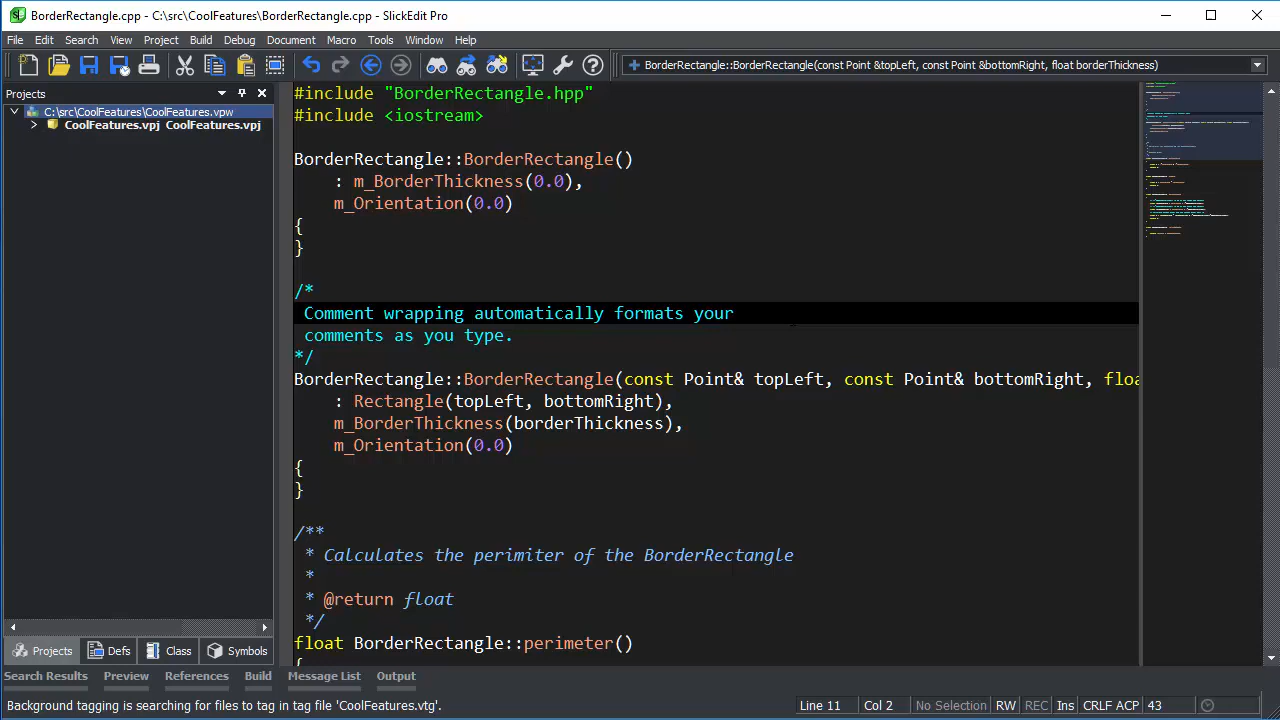 BorderRectangle.cpp - C:\src\CoolFeatures\BorderRectangle.cpp - SlickEdit Pro
File Edit Search View Project Build Debug Document Macro Tools Window Help
BorderRectangle::BorderRectangle(const Point &topLeft, const Point &bottomRight, float borderThickness)
Projects
C:\src\CoolFeatures\CoolFeatures.vpw
CoolFeatures.vpj CoolFeatures.vpj
#include "BorderRectangle.hpp"
#include <iostream>
BorderRectangle::BorderRectangle()
: m_BorderThickness(0.0),
m_Orientation(0.0)
{
}
/*
Comment wrapping automatically formats your
comments as you type.
*/
BorderRectangle::BorderRectangle(const Point& topLeft, const Point& bottomRight, floa
: Rectangle(topLeft, bottomRight),
m_BorderThickness(borderThickness),
m_Orientation(0.0)
{
}
/**
* Calculates the perimiter of the BorderRectangle
*
* @return float
*/
float BorderRectangle::perimeter()
{
Projects Defs Class Symbols
Search Results Preview References Build Message List Output
Background tagging is searching for files to tag in tag file 'CoolFeatures.vtg'.
Line 11 Col 2 No Selection RW REC Ins CRLF ACP 43